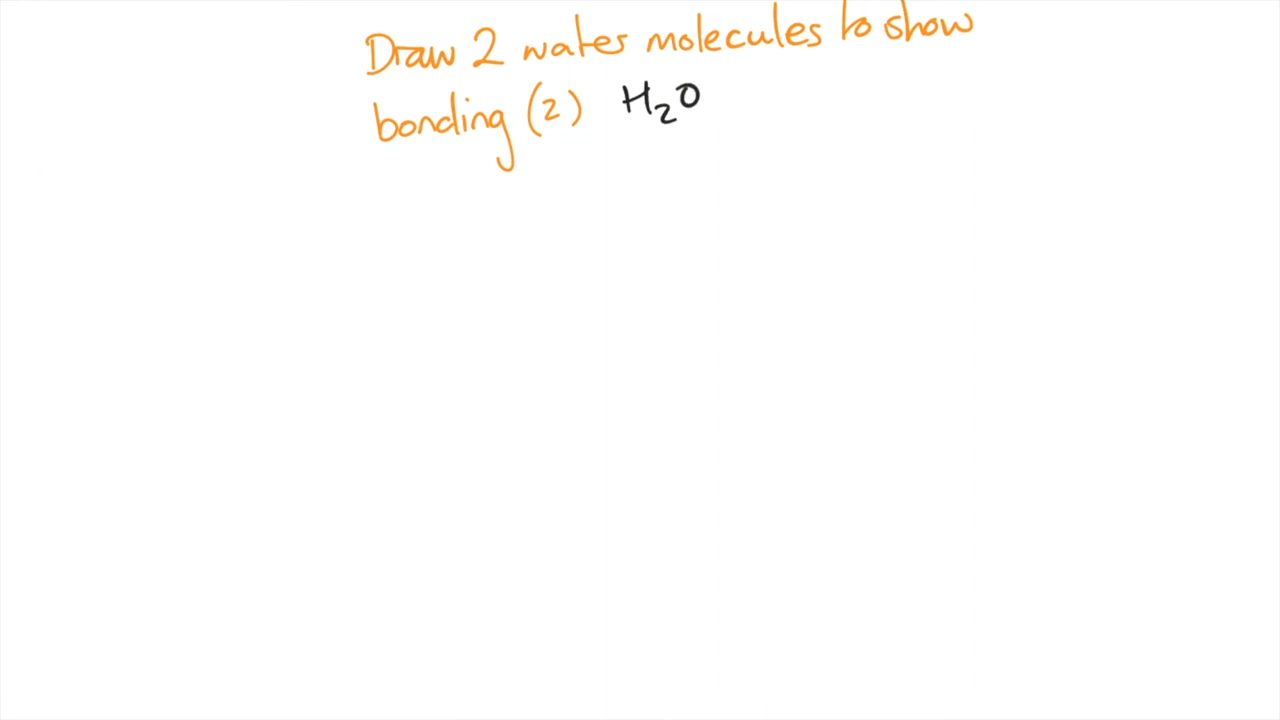 Draw 2 water molecules to show
bonding (2) H₂O